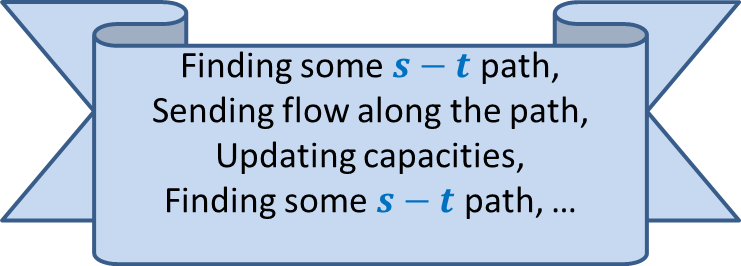 Finding some s − t path,
Sending flow along the path,
Updating capacities,
Finding some s − t path, ...